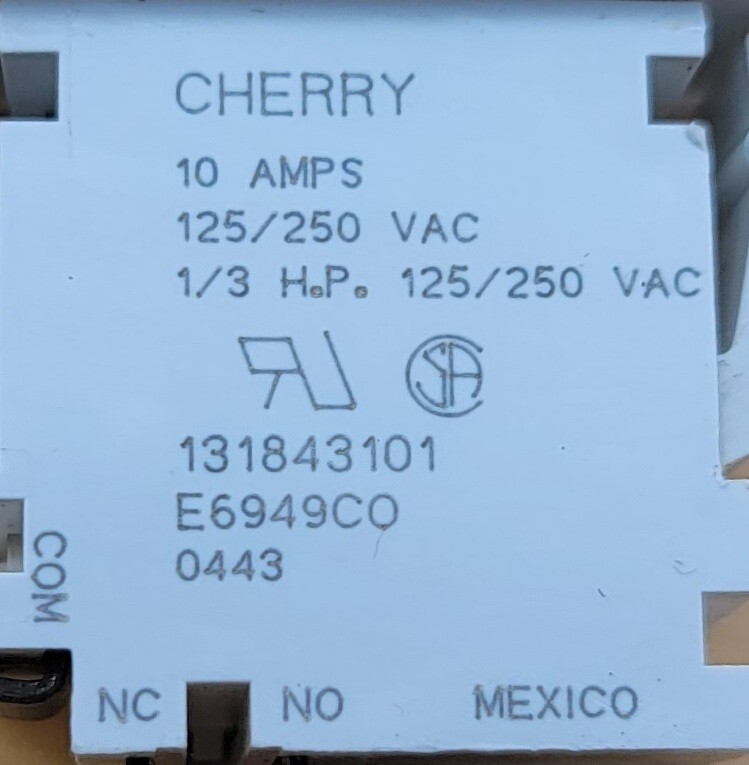 CHERRY
10 AMPS
125/250 VAC
1/3 H.P. 125/250 VAC
131843101
E6949CO
0443
COM
NC NO MEXICO